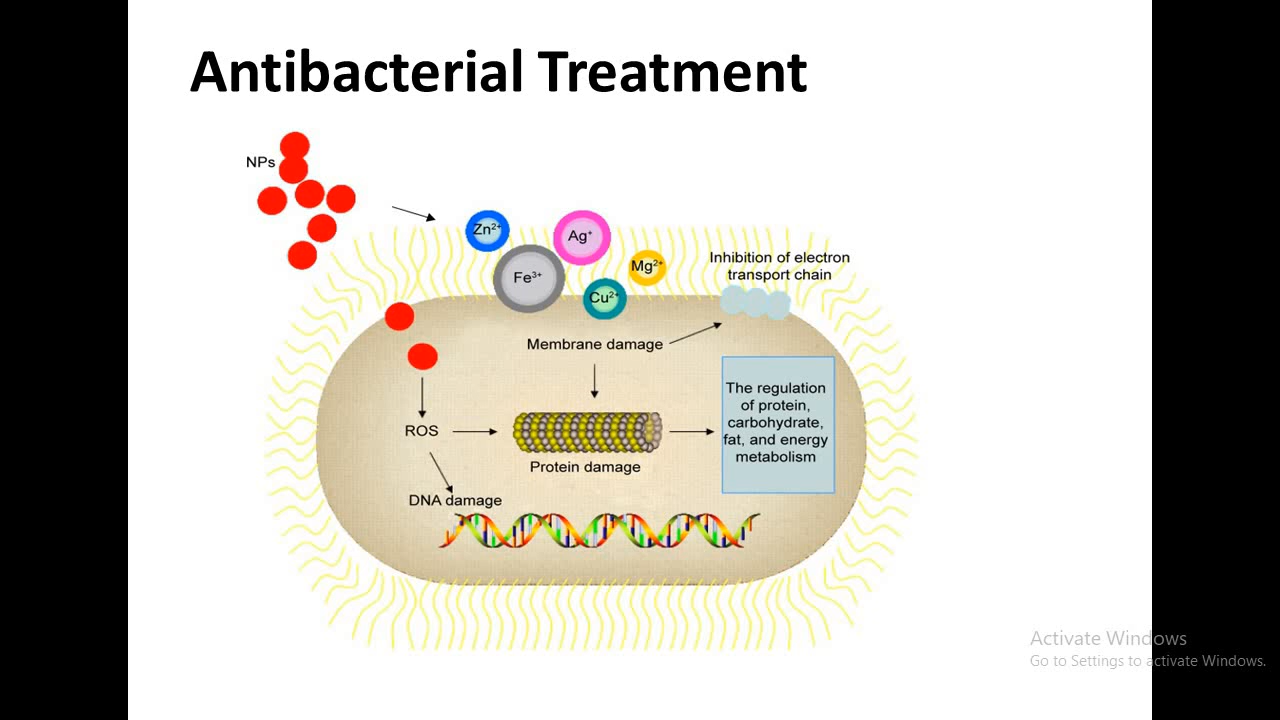 Antibacterial Treatment
NPs
Zn²⁺
Ag⁺
Fe³⁺
Mg²⁺
Cu²⁺
Inhibition of electron
transport chain
Membrane damage
The regulation
of protein,
carbohydrate,
fat, and energy
metabolism
ROS
Protein damage
DNA damage
Activate Windows
Go to Settings to activate Windows.